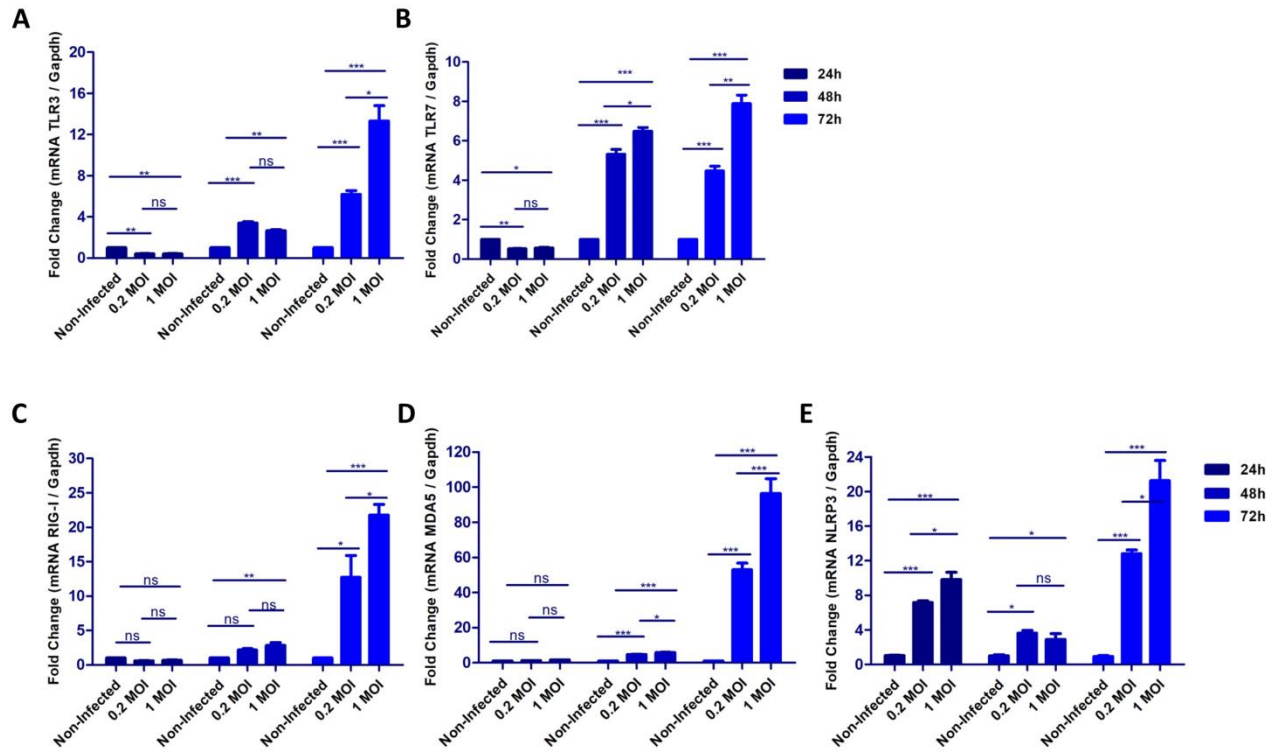 A
Fold Change (mRNA TLR3 / Gapdh)
20
16
12
8
4
0
**
ns
**
**
ns
***
***
*
***
Non-Infected
0.2 MOI
1 MOI
Non-Infected
0.2 MOI
1 MOI
Non-Infected
0.2 MOI
1 MOI
B
Fold Change (mRNA TLR7 / Gapdh)
10
8
6
4
2
0
*
ns
**
***
*
***
***
**
***
Non-Infected
0.2 MOI
1 MOI
Non-Infected
0.2 MOI
1 MOI
Non-Infected
0.2 MOI
1 MOI
24h
48h
72h
C
Fold Change (mRNA RIG-I / Gapdh)
30
25
20
15
10
5
0
ns
ns
ns
**
ns
ns
***
*
*
Non-Infected
0.2 MOI
1 MOI
Non-Infected
0.2 MOI
1 MOI
Non-Infected
0.2 MOI
1 MOI
D
Fold Change (mRNA MDA5 / Gapdh)
120
100
80
60
40
20
0
ns
ns
ns
***
*
***
***
***
***
Non-Infected
0.2 MOI
1 MOI
Non-Infected
0.2 MOI
1 MOI
Non-Infected
0.2 MOI
1 MOI
E
Fold Change (mRNA NLRP3 / Gapdh)
24
20
16
12
8
4
0
***
*
***
*
ns
*
***
*
***
Non-Infected
0.2 MOI
1 MOI
Non-Infected
0.2 MOI
1 MOI
Non-Infected
0.2 MOI
1 MOI
24h
48h
72h